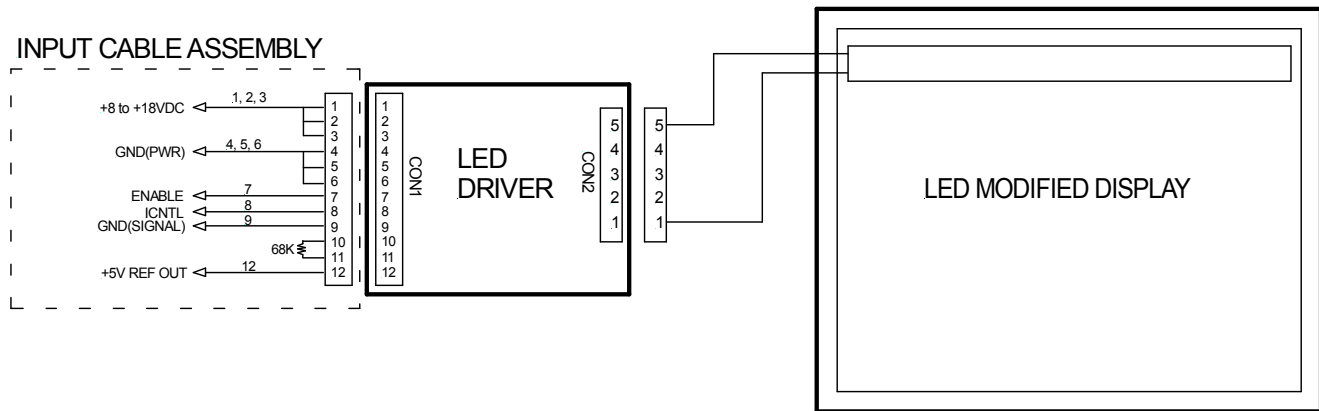 INPUT CABLE ASSEMBLY
+8 to +18VDC
1, 2, 3
GND(PWR)
4, 5, 6
ENABLE
7
ICNTL
8
GND(SIGNAL)
9
68K
+5V REF OUT
12
1
2
3
4
5
6
7
8
9
10
11
12
1
2
3
4
5
6
7
8
9
10
11
12
CON1
LED
DRIVER
CON2
5
4
3
2
1
5
4
3
2
1
LED MODIFIED DISPLAY